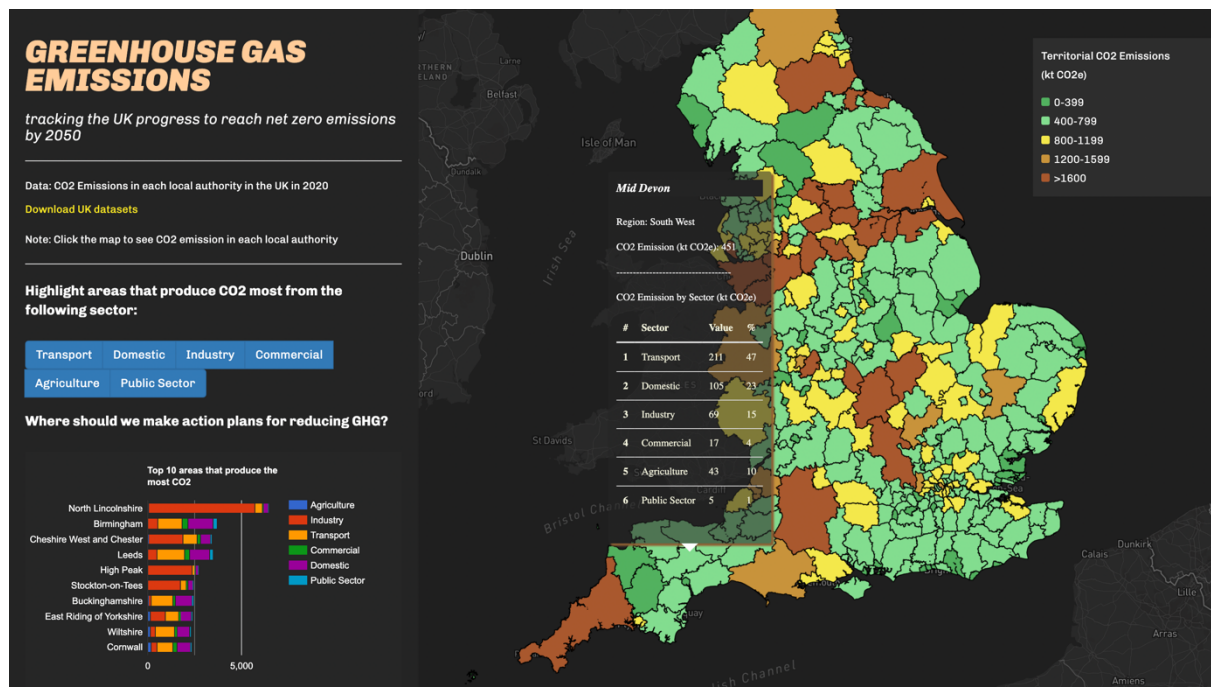 GREENHOUSE GAS
EMISSIONS
tracking the UK progress to reach net zero emissions
by 2050
Data: CO2 Emissions in each local authority in the UK in 2020
Download UK datasets
Note: Click the map to see CO2 emission in each local authority
Highlight areas that produce CO2 most from the
following sector:
Transport Domestic Industry Commercial
Agriculture Public Sector
Where should we make action plans for reducing GHG?
Top 10 areas that produce the
most CO2
North Lincolnshire
Birmingham
Cheshire West and Chester
Leeds
High Peak
Stockton-on-Tees
Buckinghamshire
East Riding of Yorkshire
Wiltshire
Cornwall
0 5,000
Agriculture
Industry
Transport
Commercial
Domestic
Public Sector
Larne
Belfast
Isle of Man
Dundalk
Dublin
Irish Sea
St Davids
Cardiff
Bristol Channel
Mid Devon
Region: South West
CO2 Emission (kt CO2e): 451
--------------------------------
CO2 Emission by Sector (kt CO2e)
# Sector Value %
1 Transport 211 47
2 Domestic 105 23
3 Industry 69 15
4 Commercial 17 4
5 Agriculture 43 10
6 Public Sector 5 1
Territorial CO2 Emissions
(kt CO2e)
0-399
400-799
800-1199
1200-1599
>1600
Dunkirk
Calais
Lille
Arras
Amiens